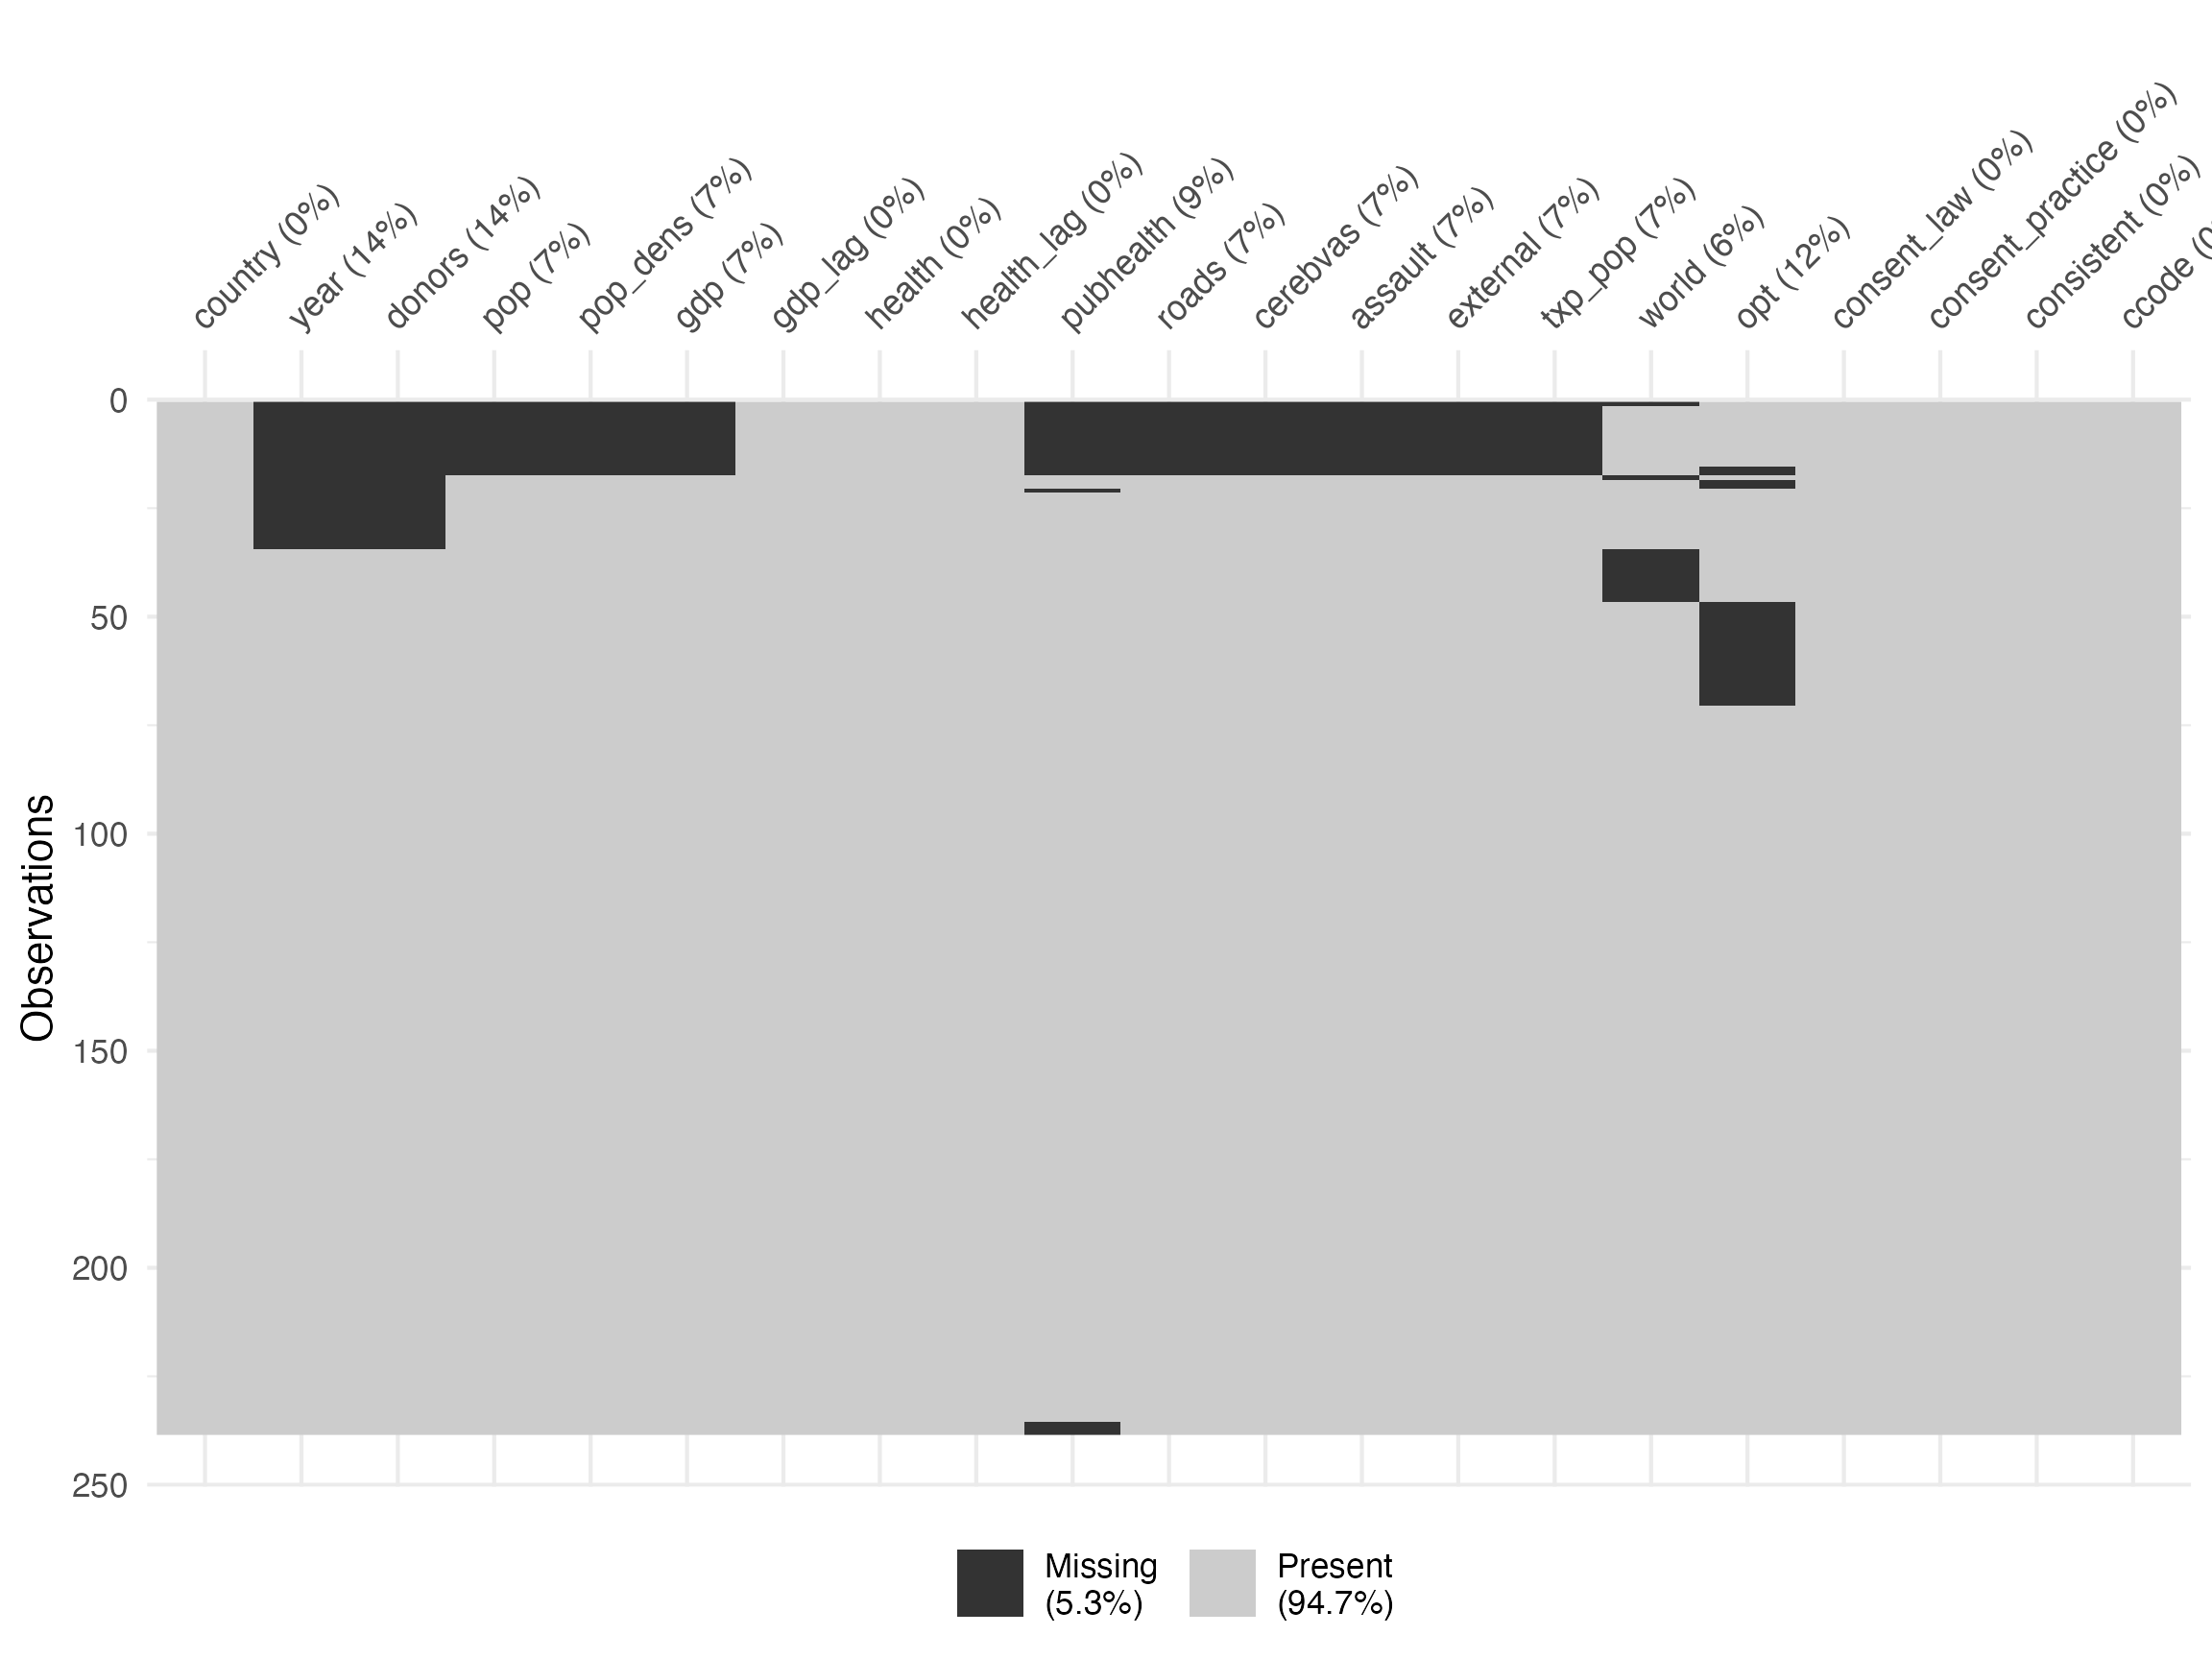 country (0%)
year (14%)
donors (14%)
pop (7%)
pop_dens (7%)
gdp (7%)
gdp_lag (0%)
health (0%)
health_lag (0%)
pubhealth (9%)
roads (7%)
cerebvas (7%)
assault (7%)
external (7%)
txp_pop (7%)
world (6%)
opt (12%)
consent_law (0%)
consent_practice (0%)
consistent (0%)
ccode (0
0
50
100
150
200
250
Observations
Missing
(5.3%)
Present
(94.7%)